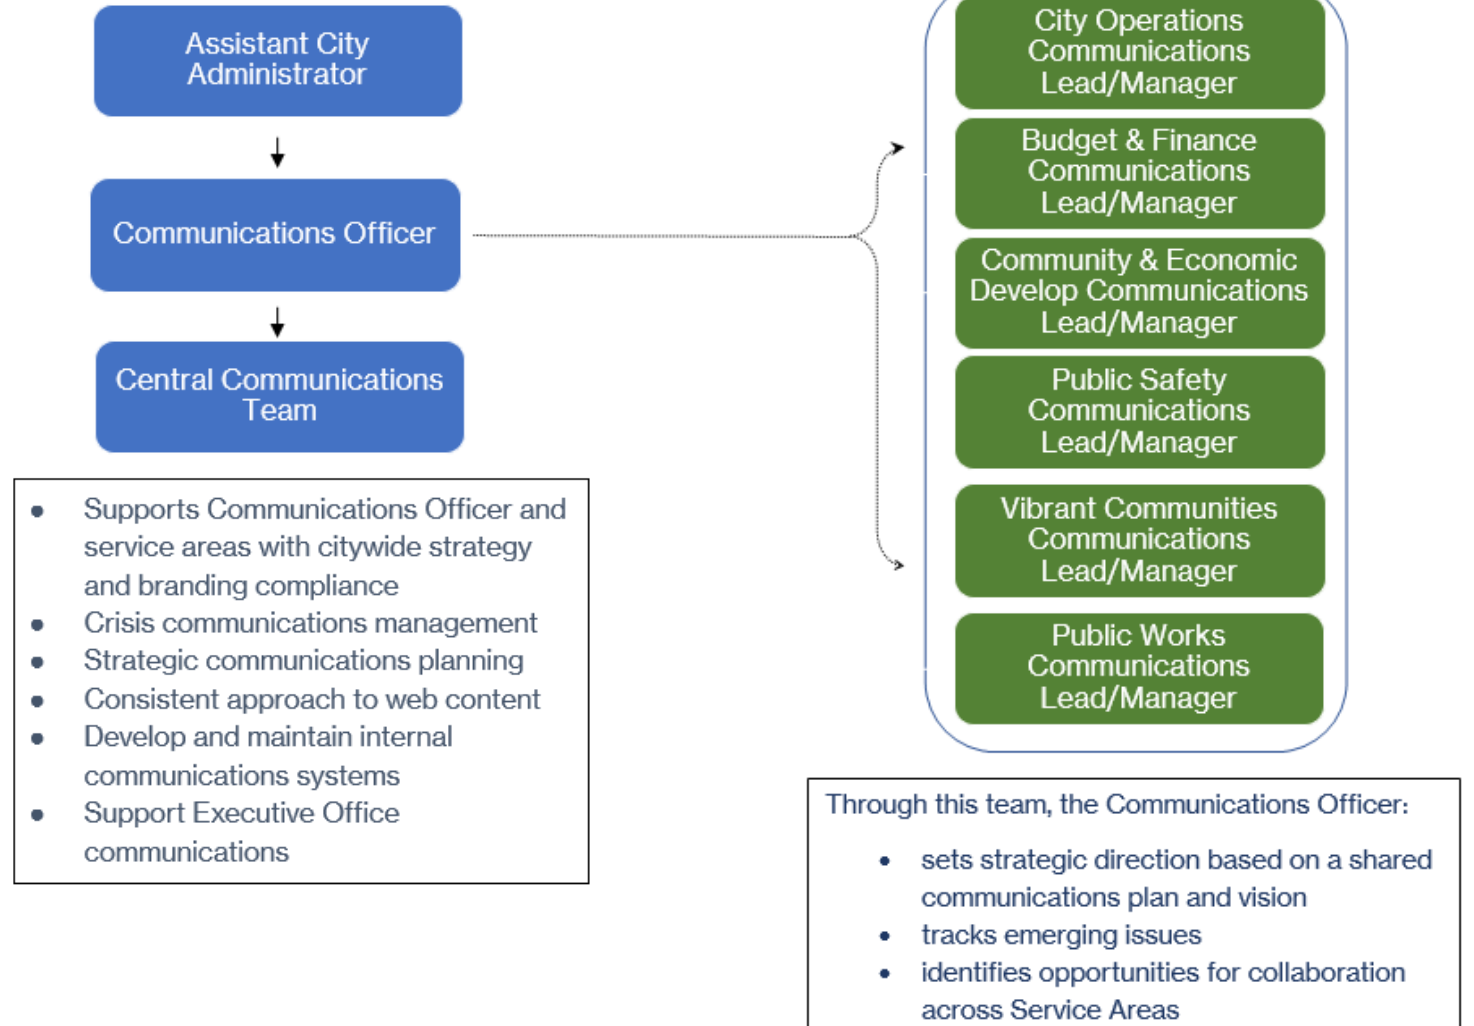 Assistant City
Administrator
Communications Officer
Central Communications
Team
• Supports Communications Officer and
service areas with citywide strategy
and branding compliance
• Crisis communications management
• Strategic communications planning
• Consistent approach to web content
• Develop and maintain internal
communications systems
• Support Executive Office
communications
City Operations
Communications
Lead/Manager
Budget & Finance
Communications
Lead/Manager
Community & Economic
Develop Communications
Lead/Manager
Public Safety
Communications
Lead/Manager
Vibrant Communities
Communications
Lead/Manager
Public Works
Communications
Lead/Manager
Through this team, the Communications Officer:
• sets strategic direction based on a shared
communications plan and vision
• tracks emerging issues
• identifies opportunities for collaboration
across Service Areas